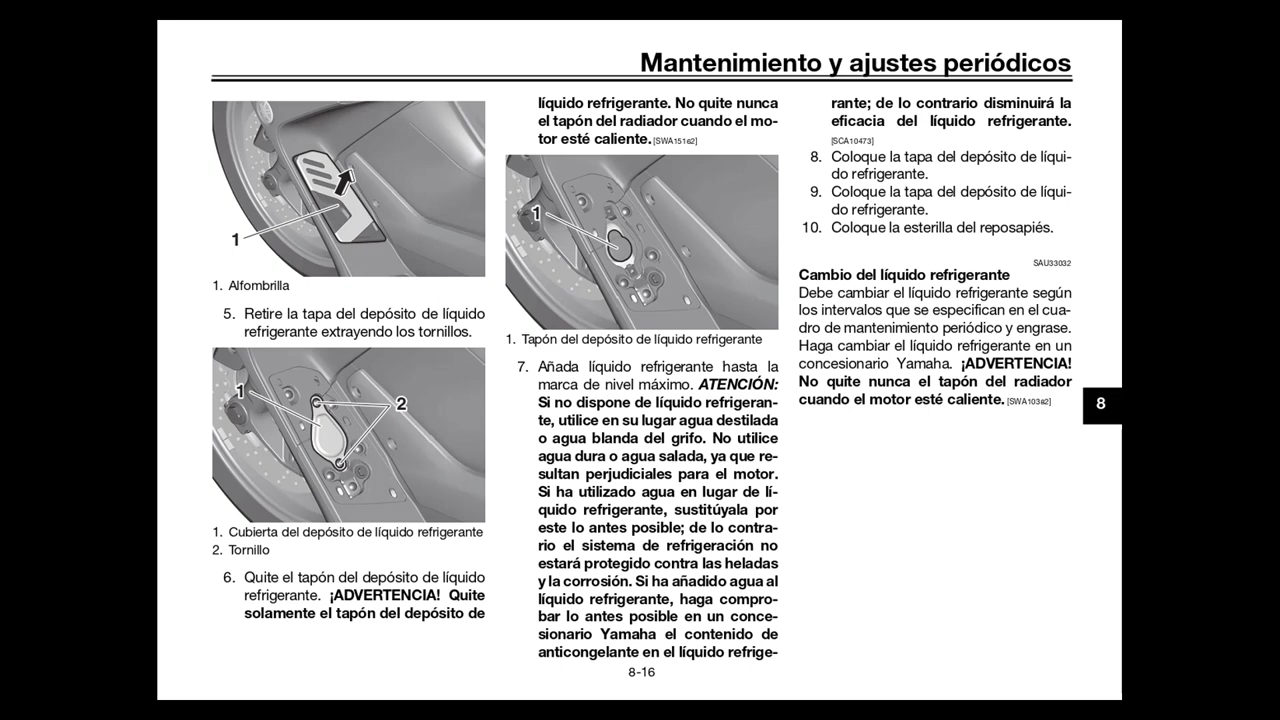 Mantenimiento y ajustes periódicos
1
1. Alfombrilla
5. Retire la tapa del depósito de líquido
refrigerante extrayendo los tornillos.
1
2
1. Cubierta del depósito de líquido refrigerante
2. Tornillo
6. Quite el tapón del depósito de líquido
refrigerante. ¡ADVERTENCIA! Quite
solamente el tapón del depósito de
líquido refrigerante. No quite nunca
el tapón del radiador cuando el mo-
tor esté caliente. [SWA15162]
1
1. Tapón del depósito de líquido refrigerante
7. Añada líquido refrigerante hasta la
marca de nivel máximo. ATENCIÓN:
Si no dispone de líquido refrigeran-
te, utilice en su lugar agua destilada
o agua blanda del grifo. No utilice
agua dura o agua salada, ya que re-
sultan perjudiciales para el motor.
Si ha utilizado agua en lugar de lí-
quido refrigerante, sustitúyala por
este lo antes posible; de lo contra-
rio el sistema de refrigeración no
estará protegido contra las heladas
y la corrosión. Si ha añadido agua al
líquido refrigerante, haga compro-
bar lo antes posible en un conce-
sionario Yamaha el contenido de
anticongelante en el líquido refrige-
rante; de lo contrario disminuirá la
eficacia del líquido refrigerante.
[SCA10473]
8. Coloque la tapa del depósito de líqui-
do refrigerante.
9. Coloque la tapa del depósito de líqui-
do refrigerante.
10. Coloque la esterilla del reposapiés.
SAU33032
Cambio del líquido refrigerante
Debe cambiar el líquido refrigerante según
los intervalos que se especifican en el cua-
dro de mantenimiento periódico y engrase.
Haga cambiar el líquido refrigerante en un
concesionario Yamaha. ¡ADVERTENCIA!
No quite nunca el tapón del radiador
cuando el motor esté caliente. [SWA10382]
8
8-16